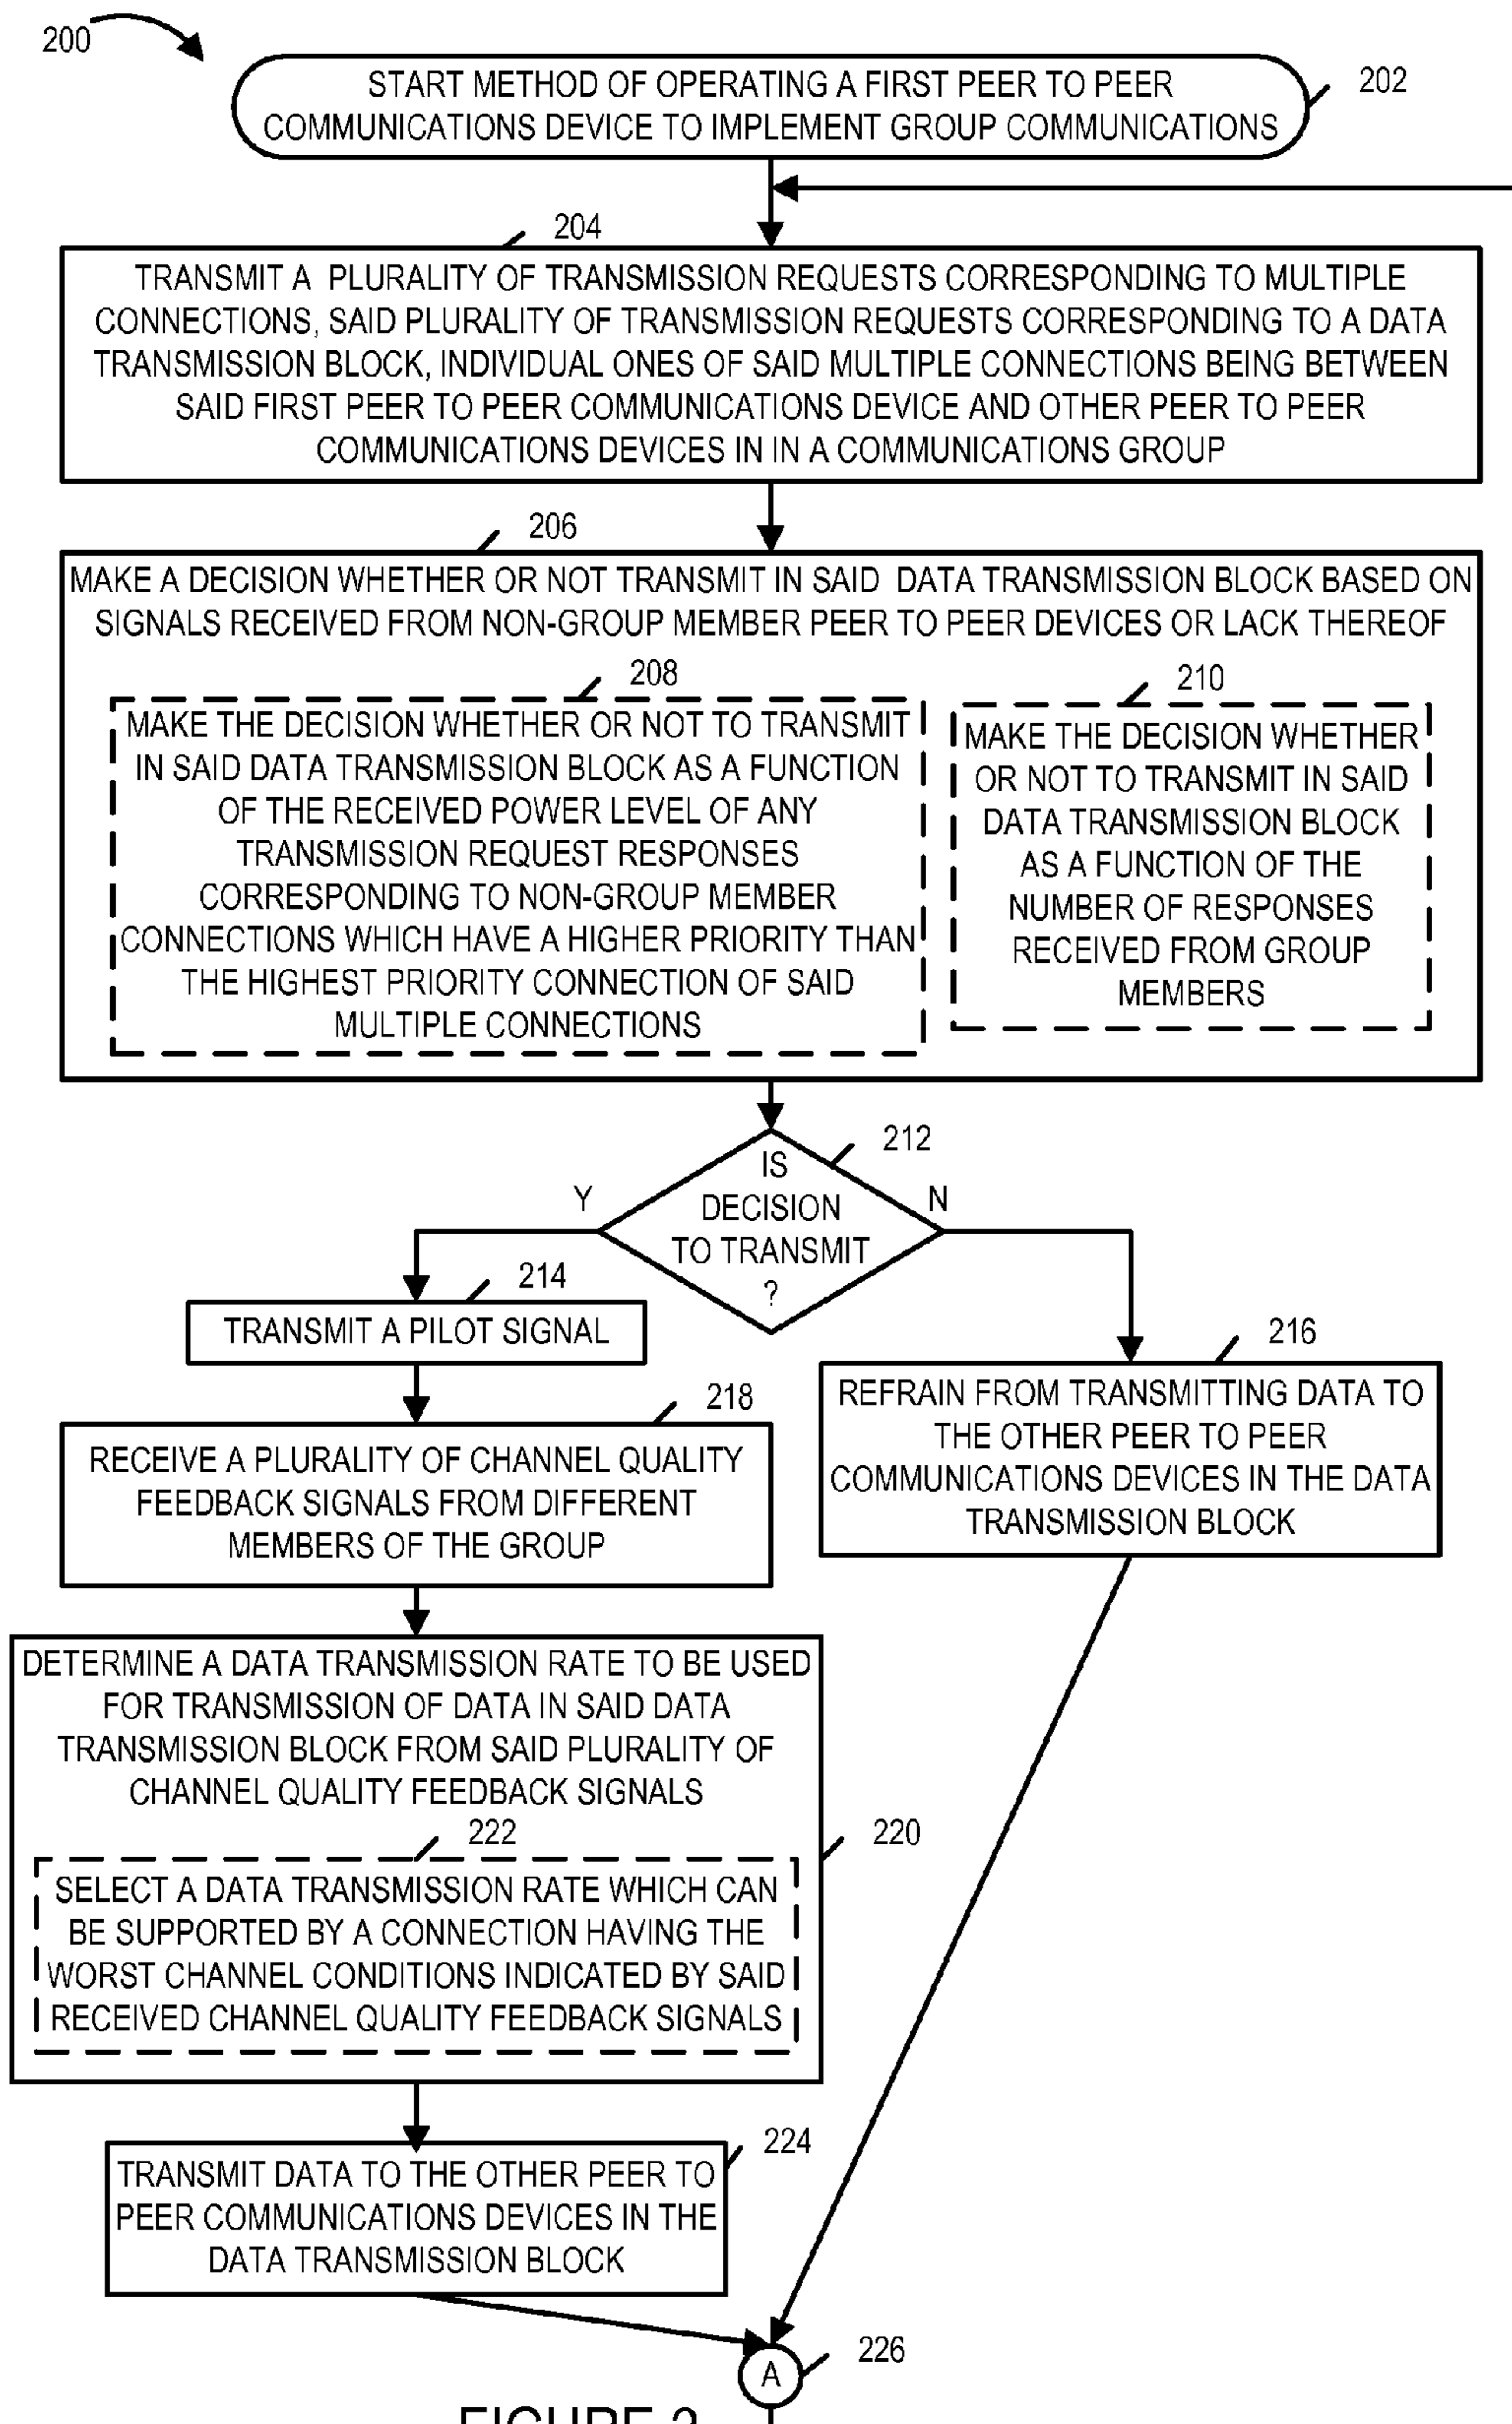 200
START METHOD OF OPERATING A FIRST PEER TO PEER
COMMUNICATIONS DEVICE TO IMPLEMENT GROUP COMMUNICATIONS
202
204
TRANSMIT A PLURALITY OF TRANSMISSION REQUESTS CORRESPONDING TO MULTIPLE
CONNECTIONS, SAID PLURALITY OF TRANSMISSION REQUESTS CORRESPONDING TO A DATA
TRANSMISSION BLOCK, INDIVIDUAL ONES OF SAID MULTIPLE CONNECTIONS BEING BETWEEN
SAID FIRST PEER TO PEER COMMUNICATIONS DEVICE AND OTHER PEER TO PEER
COMMUNICATIONS DEVICES IN IN A COMMUNICATIONS GROUP
206
MAKE A DECISION WHETHER OR NOT TRANSMIT IN SAID DATA TRANSMISSION BLOCK BASED ON
SIGNALS RECEIVED FROM NON-GROUP MEMBER PEER TO PEER DEVICES OR LACK THEREOF
208
MAKE THE DECISION WHETHER OR NOT TO TRANSMIT
IN SAID DATA TRANSMISSION BLOCK AS A FUNCTION
OF THE RECEIVED POWER LEVEL OF ANY
TRANSMISSION REQUEST RESPONSES
CORRESPONDING TO NON-GROUP MEMBER
CONNECTIONS WHICH HAVE A HIGHER PRIORITY THAN
THE HIGHEST PRIORITY CONNECTION OF SAID
MULTIPLE CONNECTIONS
210
MAKE THE DECISION WHETHER
OR NOT TO TRANSMIT IN SAID
DATA TRANSMISSION BLOCK
AS A FUNCTION OF THE
NUMBER OF RESPONSES
RECEIVED FROM GROUP
MEMBERS
212
IS
DECISION
TO TRANSMIT
?
Y
N
214
TRANSMIT A PILOT SIGNAL
216
REFRAIN FROM TRANSMITTING DATA TO
THE OTHER PEER TO PEER
COMMUNICATIONS DEVICES IN THE DATA
TRANSMISSION BLOCK
218
RECEIVE A PLURALITY OF CHANNEL QUALITY
FEEDBACK SIGNALS FROM DIFFERENT
MEMBERS OF THE GROUP
DETERMINE A DATA TRANSMISSION RATE TO BE USED
FOR TRANSMISSION OF DATA IN SAID DATA
TRANSMISSION BLOCK FROM SAID PLURALITY OF
CHANNEL QUALITY FEEDBACK SIGNALS
220
222
SELECT A DATA TRANSMISSION RATE WHICH CAN
BE SUPPORTED BY A CONNECTION HAVING THE
WORST CHANNEL CONDITIONS INDICATED BY SAID
RECEIVED CHANNEL QUALITY FEEDBACK SIGNALS
224
TRANSMIT DATA TO THE OTHER PEER TO
PEER COMMUNICATIONS DEVICES IN THE
DATA TRANSMISSION BLOCK
A
226
FIGURE